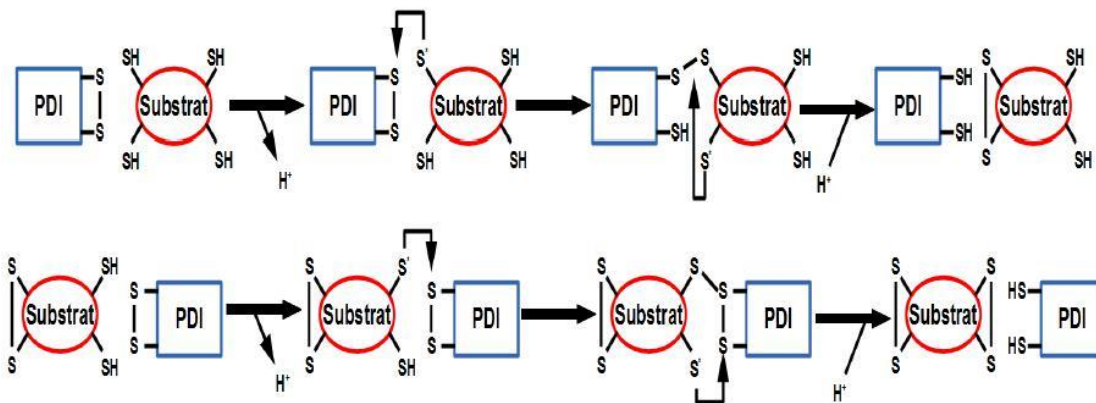 SH SH S' SH S S SH SH
PDI S S Substrat PDI S S Substrat PDI SH Substrat PDI SH SH S S Substrat
SH SH H⁺ SH SH S' SH H⁺ SH
S SH S S' S S S S S
Substrat S S PDI Substrat S S PDI Substrat S S PDI Substrat HS HS PDI
S SH H⁺ S SH S S' H⁺ S S